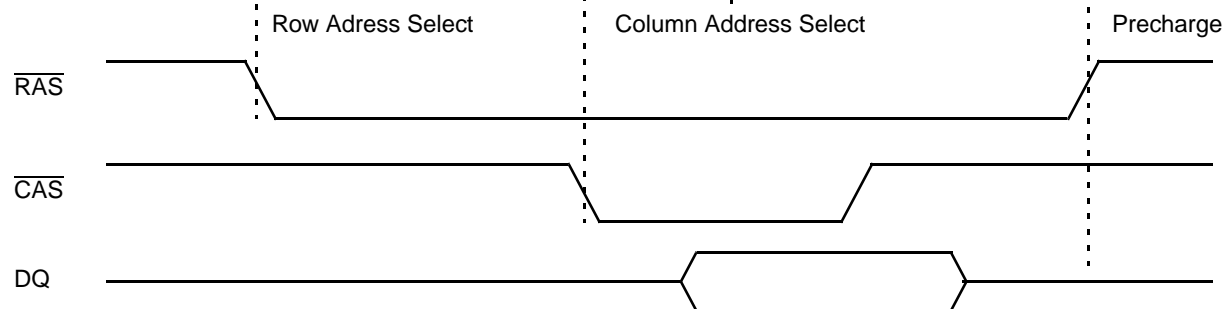 Row Adress Select
Column Address Select
Precharge
RAS
CAS
DQ